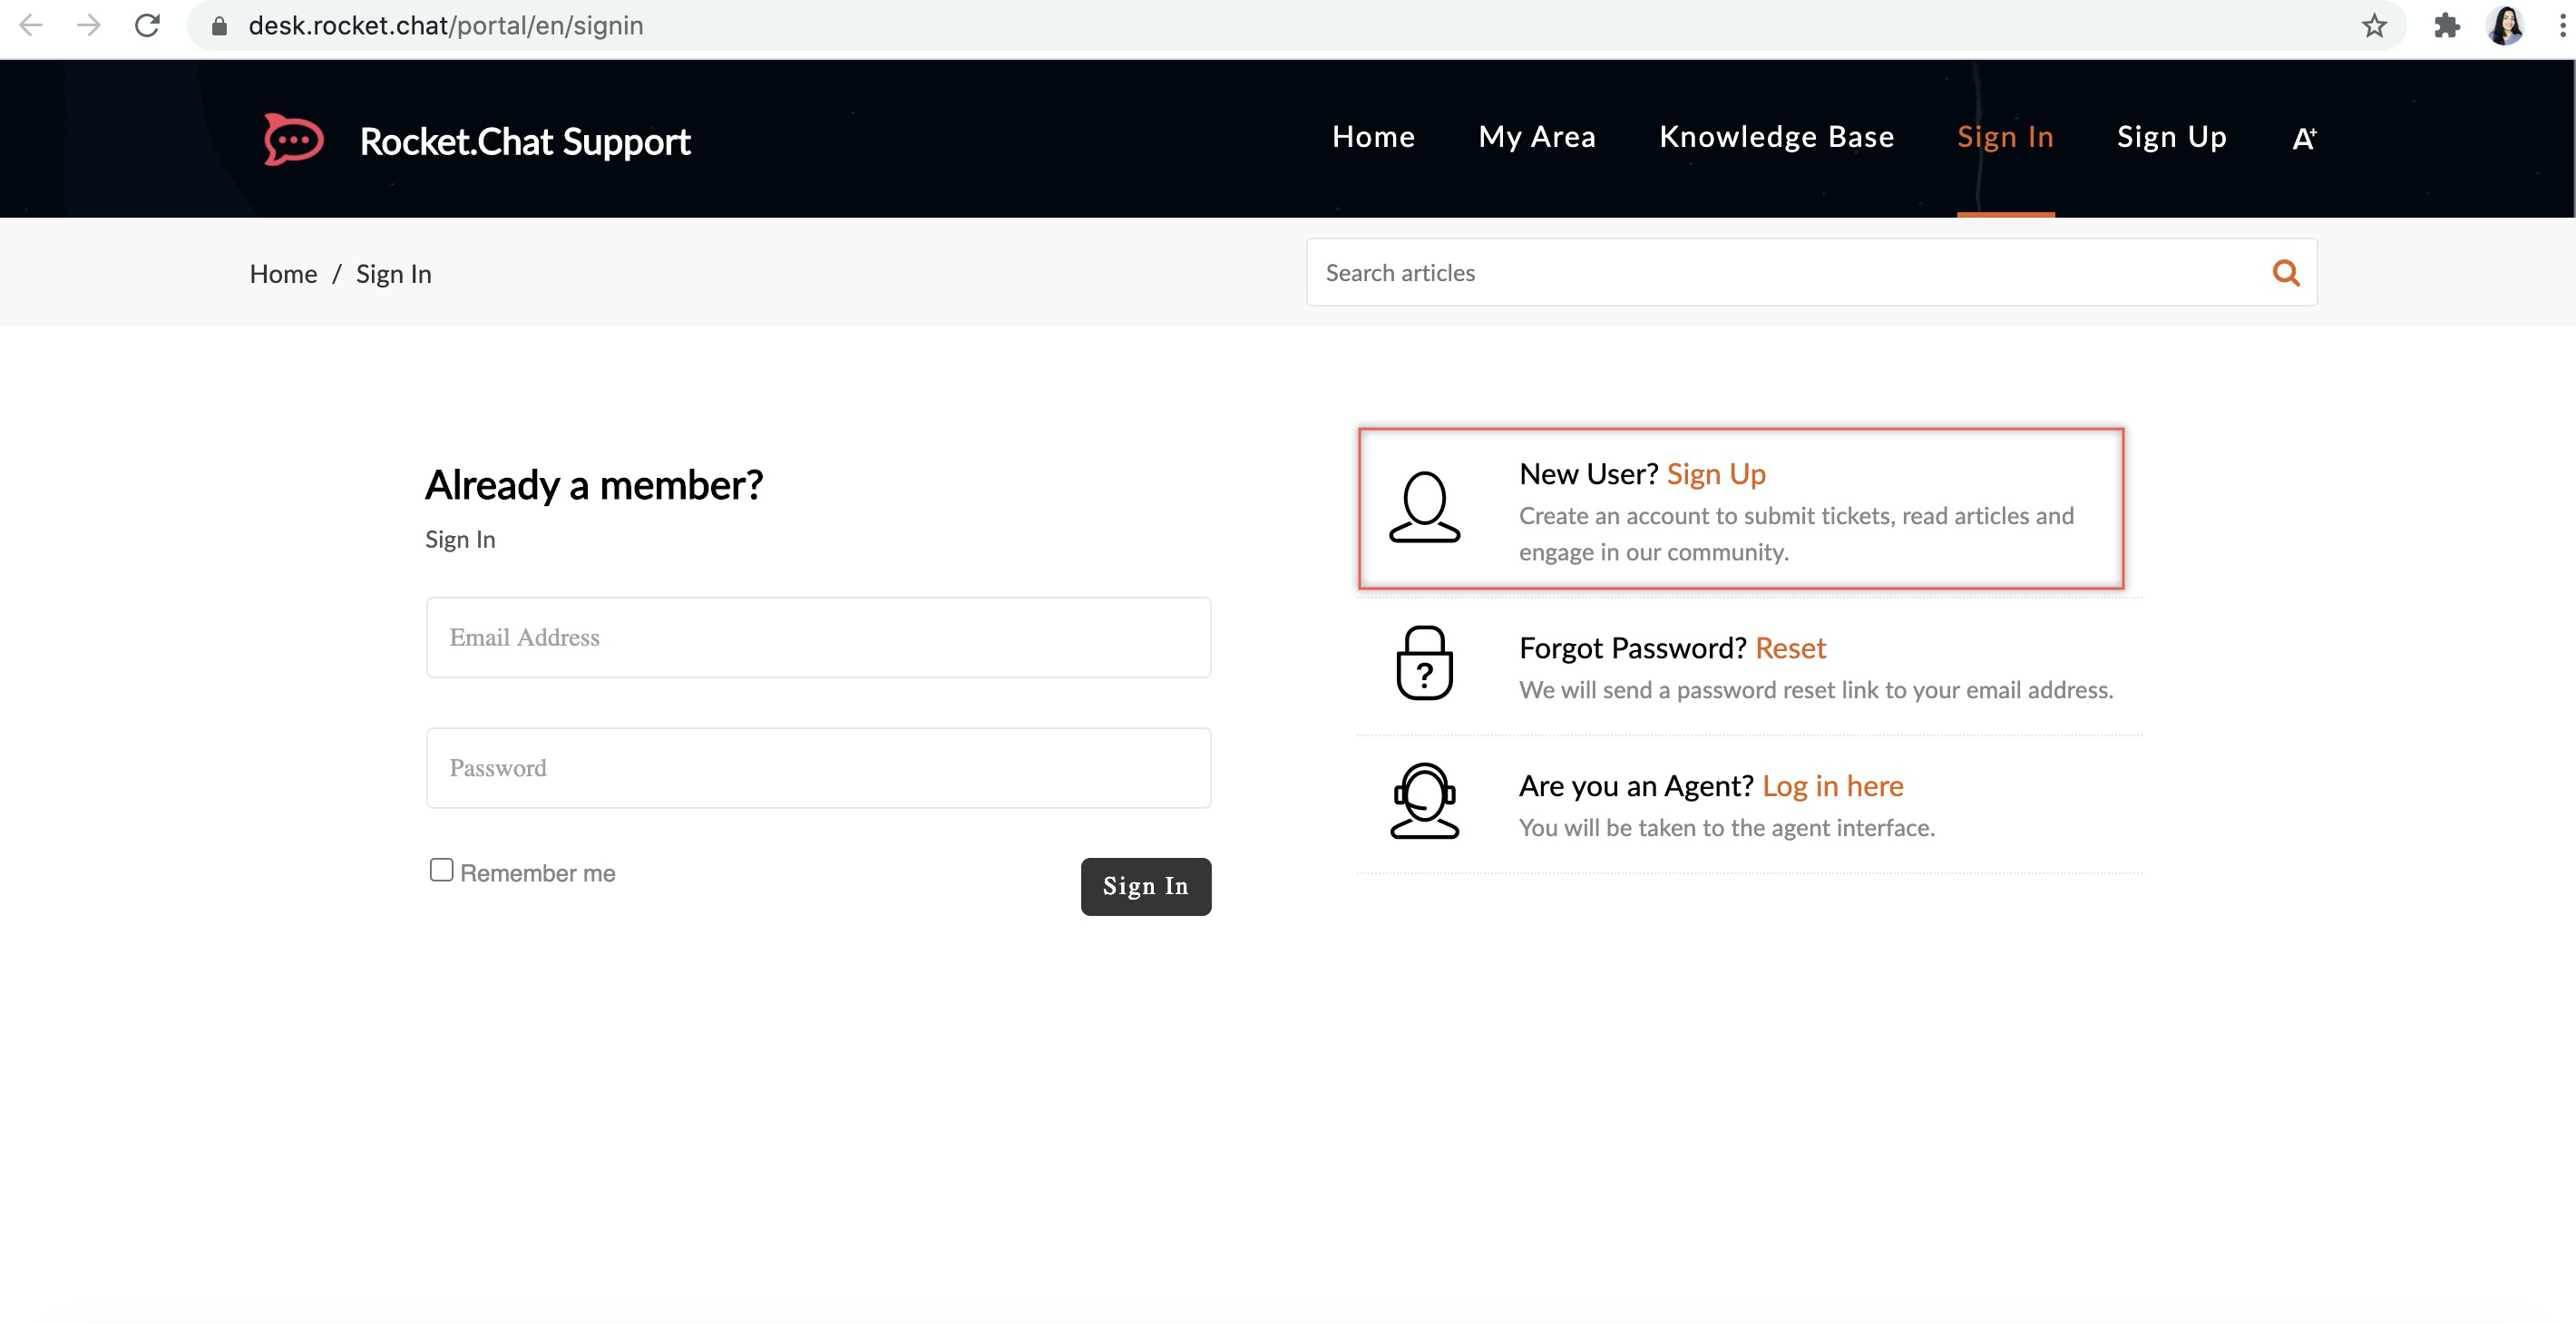 desk.rocket.chat/portal/en/signin
Rocket.Chat Support
Home
My Area
Knowledge Base
Sign In
Sign Up
A+
Home / Sign In
Search articles
Already a member?
Sign In
Email Address
Password
Remember me
Sign In
New User? Sign Up
Create an account to submit tickets, read articles and
engage in our community.
?
Forgot Password? Reset
We will send a password reset link to your email address.
Are you an Agent? Log in here
You will be taken to the agent interface.